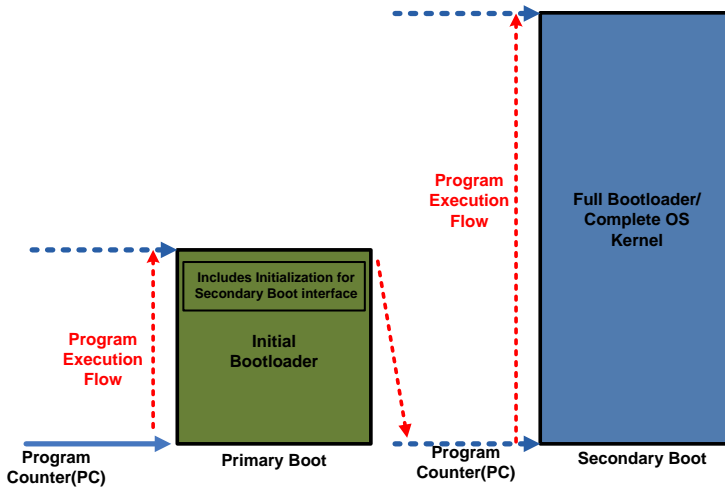 Includes Initialization for
Secondary Boot interface
Initial
Bootloader
Program
Execution
Flow
Program
Counter(PC)
Primary Boot
Program
Execution
Flow
Full Bootloader/
Complete OS
Kernel
Program
Counter(PC)
Secondary Boot